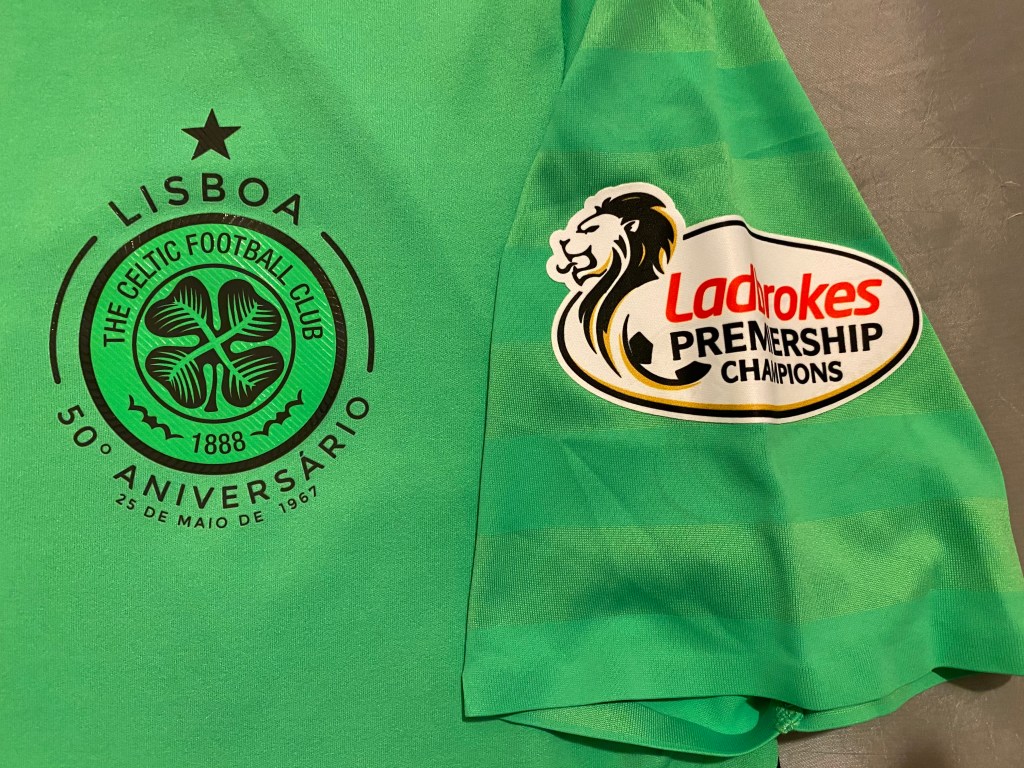 LISBOA
THE CELTIC FOOTBALL CLUB
1888
50º ANIVERSÁRIO
25 DE MAIO DE 1967
Ladbrokes
PREMIERSHIP
CHAMPIONS